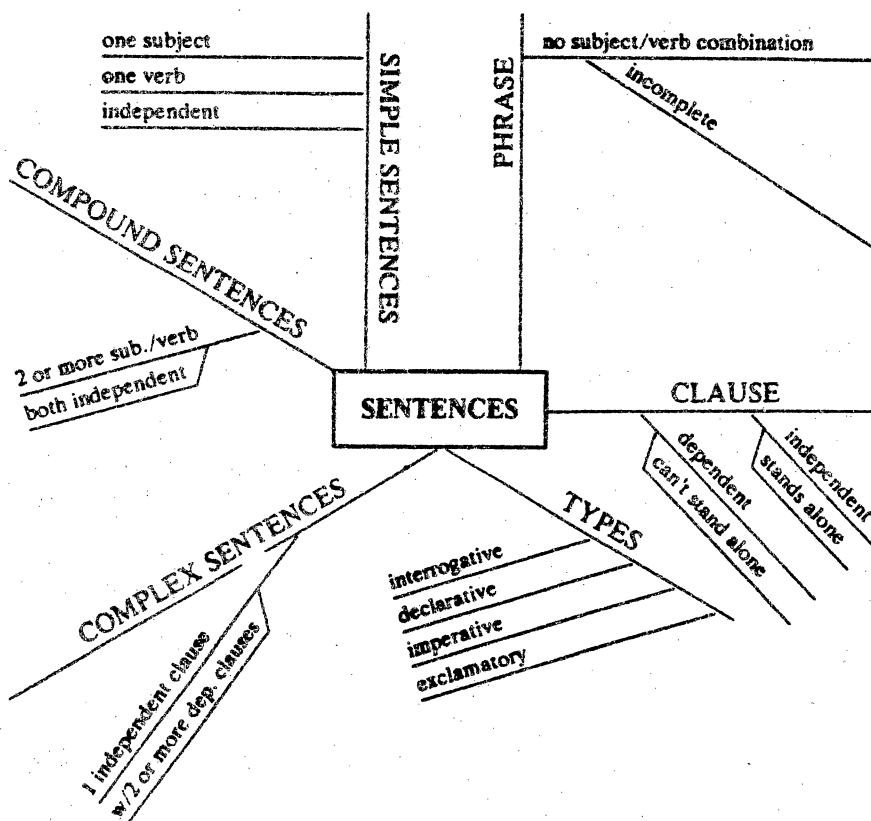 one subject
one verb
independent
SIMPLE SENTENCES
PHRASE
no subject/verb combination
incomplete
COMPOUND SENTENCES
2 or more sub./verb
both independent
SENTENCES
CLAUSE
dependent
can't stand alone
independent
stands alone
TYPES
interrogative
declarative
imperative
exclamatory
COMPLEX SENTENCES
1 independent clause
w/2 or more dep. clauses